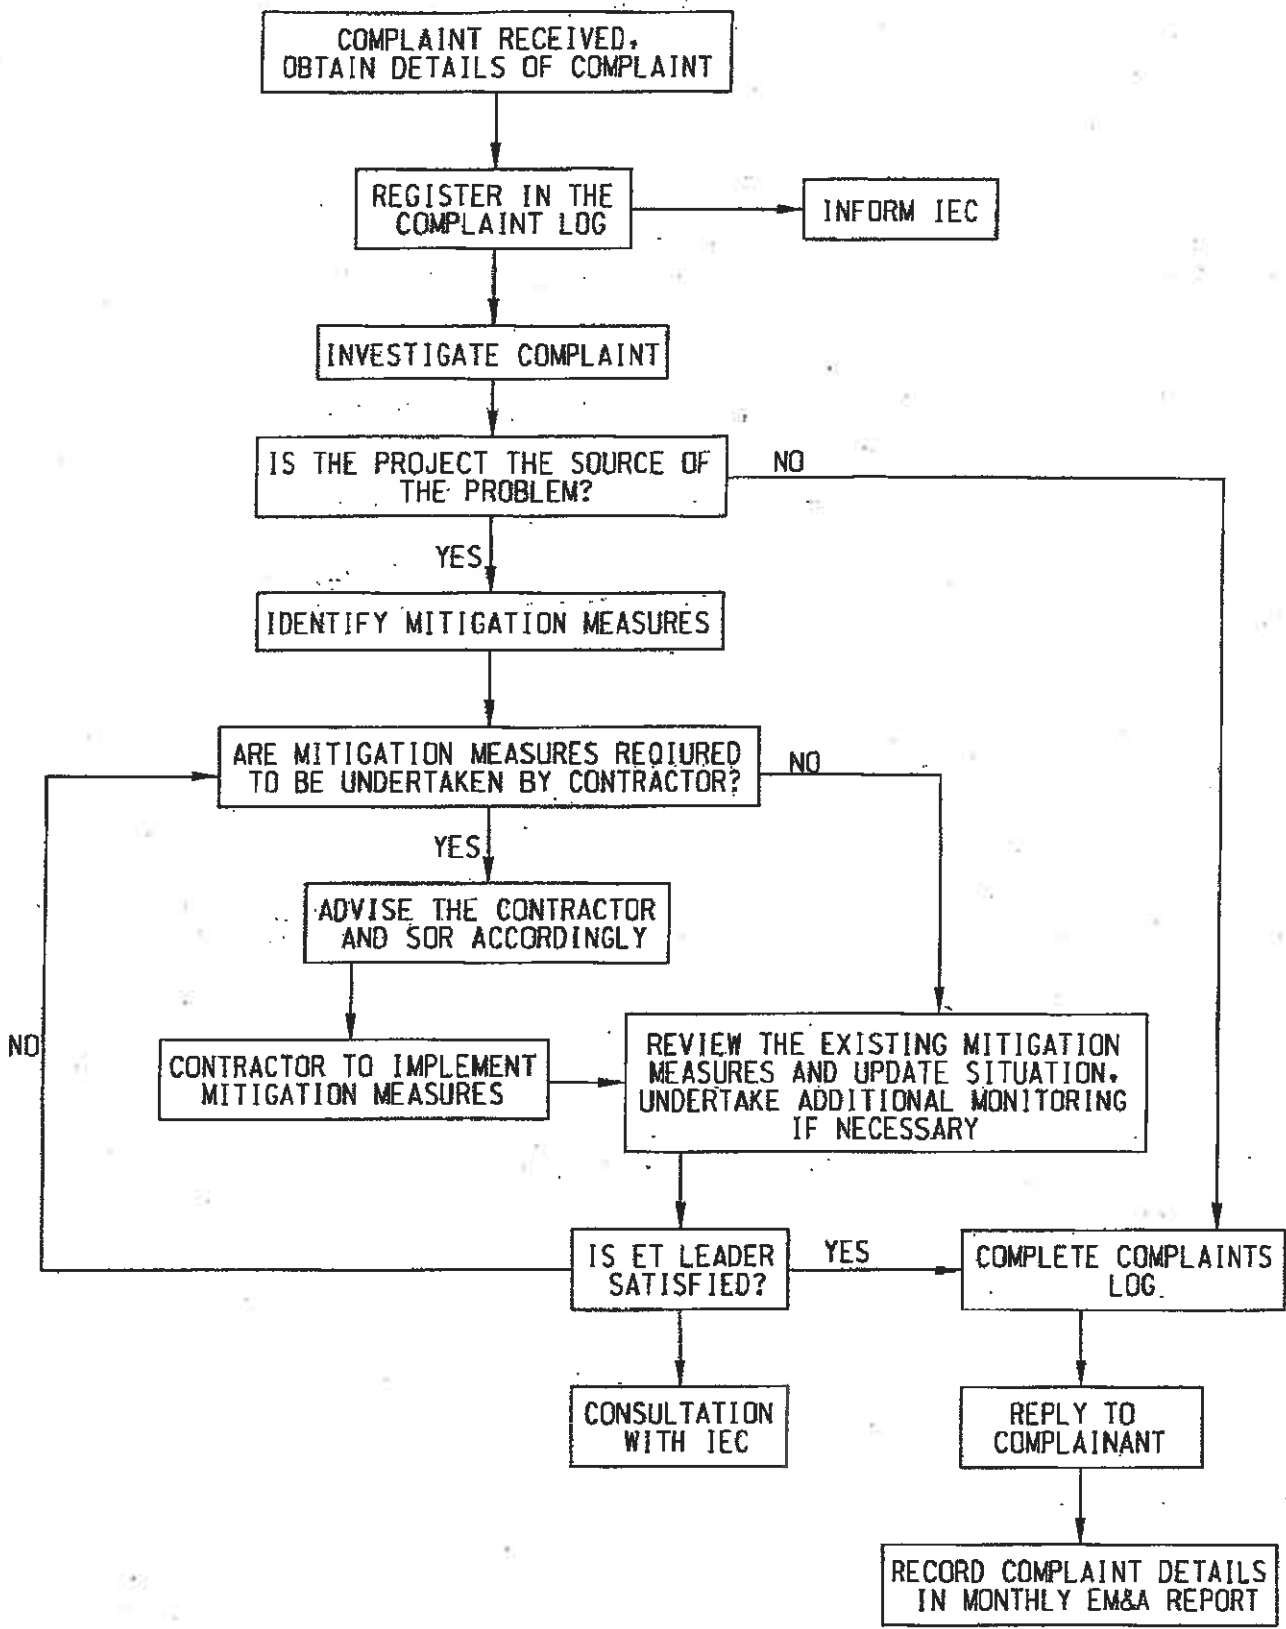 COMPLAINT RECEIVED,
OBTAIN DETAILS OF COMPLAINT
REGISTER IN THE
COMPLAINT LOG
INFORM IEC
INVESTIGATE COMPLAINT
IS THE PROJECT THE SOURCE OF
THE PROBLEM?
NO
YES
IDENTIFY MITIGATION MEASURES
ARE MITIGATION MEASURES REQIURED
TO BE UNDERTAKEN BY CONTRACTOR?
NO
YES
ADVISE THE CONTRACTOR
AND SOR ACCORDINGLY
NO
CONTRACTOR TO IMPLEMENT
MITIGATION MEASURES
REVIEW THE EXISTING MITIGATION
MEASURES AND UPDATE SITUATION.
UNDERTAKE ADDITIONAL MONITORING
IF NECESSARY
IS ET LEADER
SATISFIED?
YES
COMPLETE COMPLAINTS
LOG
CONSULTATION
WITH IEC
REPLY TO
COMPLAINANT
RECORD COMPLAINT DETAILS
IN MONTHLY EM&A REPORT